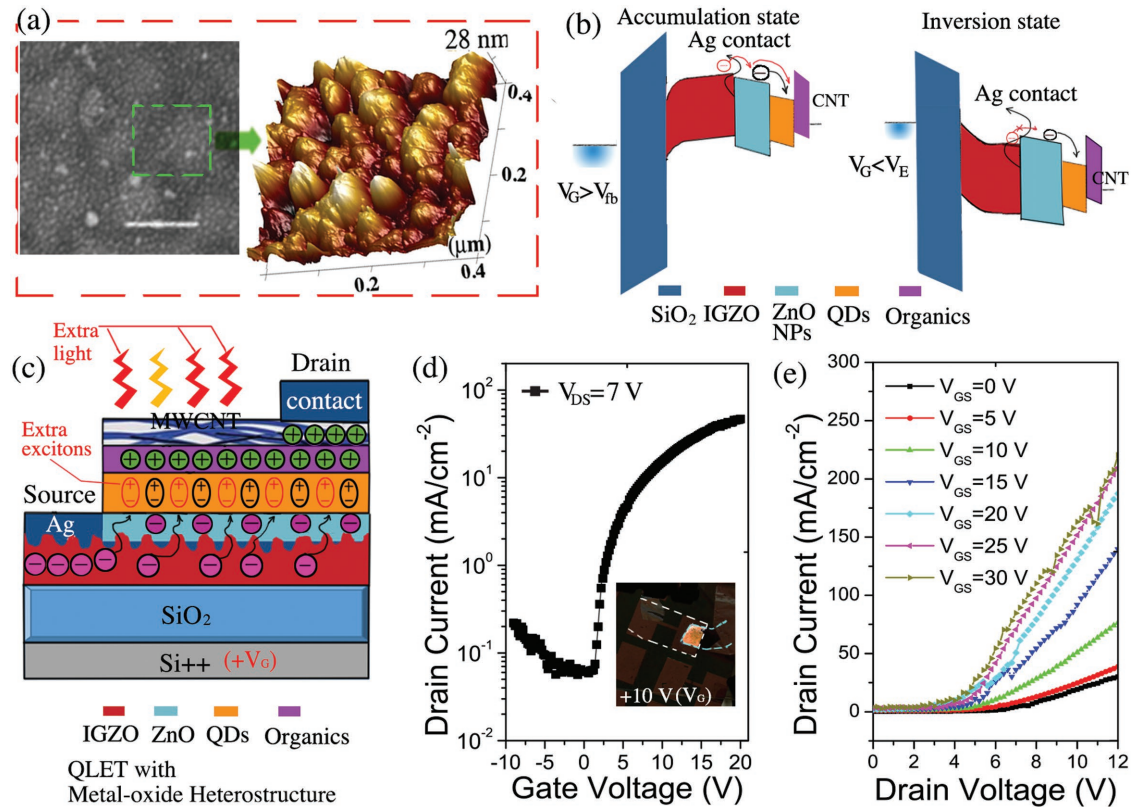 (a)
28 nm
0.4
0.2
(μm)
0.2
0.4
(b)
Accumulation state
Ag contact
CNT
V_G>V_fb
Inversion state
Ag contact
CNT
V_G<V_E
SiO₂ IGZO ZnO NPs QDs Organics
(c)
Extra
light
Drain
contact
MWCNT
Extra
excitons
Source
Ag
SiO₂
Si++ (+V_G)
IGZO ZnO QDs Organics
QLET with
Metal-oxide Heterostructure
(d)
V_DS=7 V
Drain Current (mA/cm⁻²)
10²
10¹
10⁰
10⁻¹
10⁻²
+10 V (V_G)
-10 -5 0 5 10 15 20
Gate Voltage (V)
(e)
Drain Current (mA/cm⁻²)
300
250
200
150
100
50
0
V_GS=0 V
V_GS=5 V
V_GS=10 V
V_GS=15 V
V_GS=20 V
V_GS=25 V
V_GS=30 V
0 2 4 6 8 10 12
Drain Voltage (V)